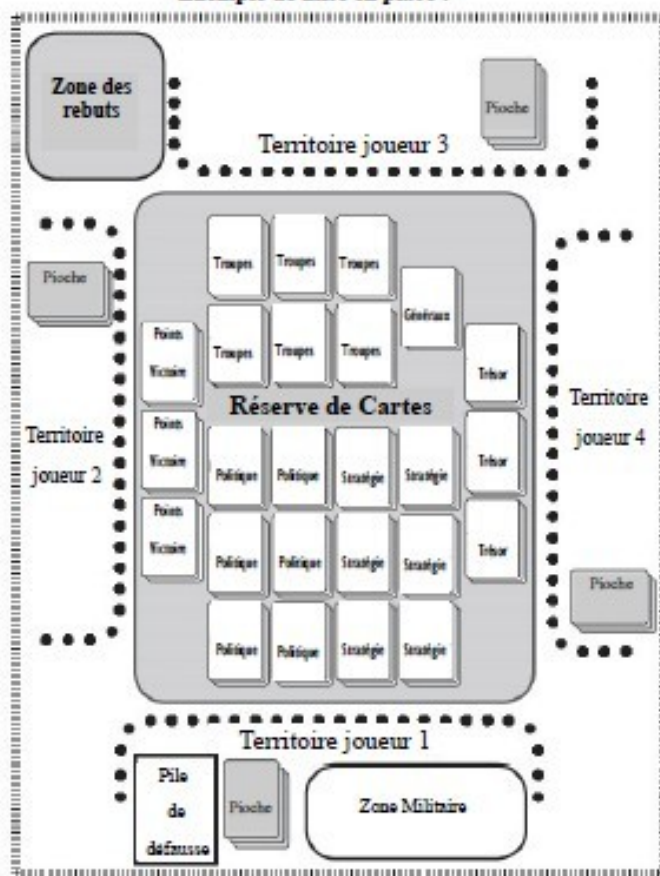 Zone des
rebuts
Pioche
Territoire joueur 3
Pioche
Troupes Troupes Troupes
Généraux
Troupes Troupes Troupes
Points
Victoire
Trésor
Réserve de Cartes
Territoire
joueur 2
Territoire
joueur 4
Points
Victoire
Politique Politique Stratégie Stratégie
Trésor
Points
Victoire
Politique Politique Stratégie Stratégie
Trésor
Pioche
Politique Politique Stratégie Stratégie
Territoire joueur 1
Pile
de
défausse
Pioche
Zone Militaire